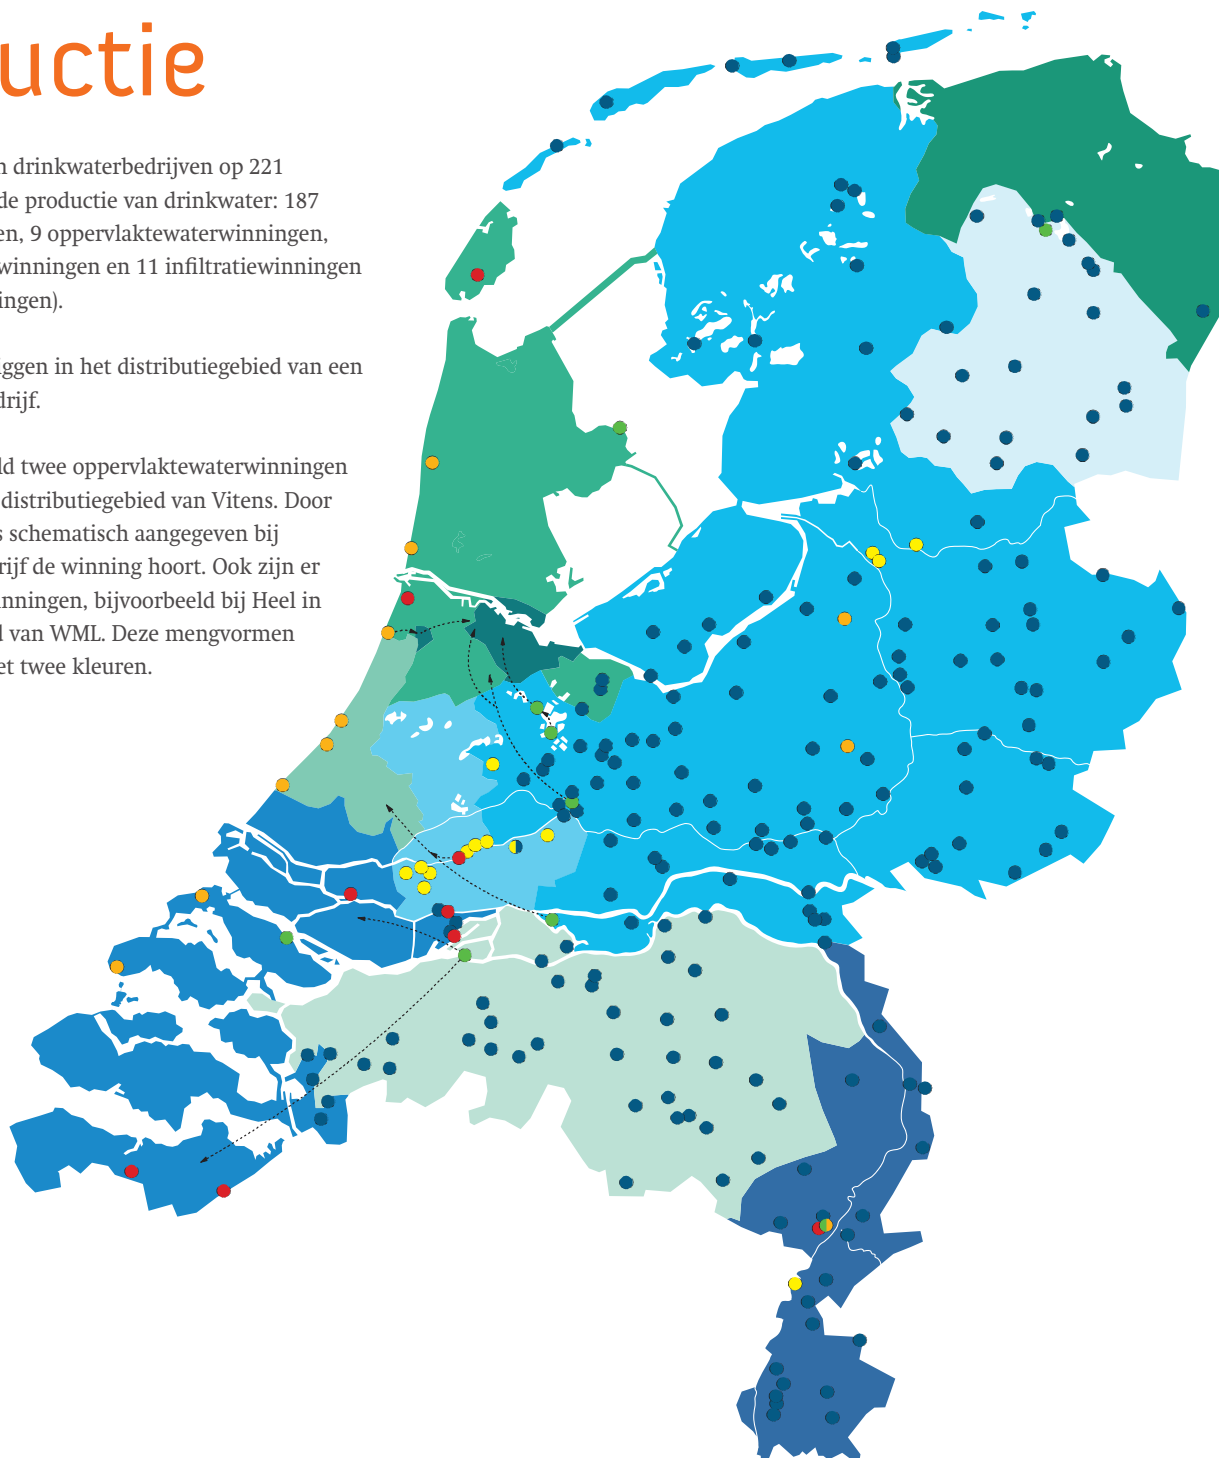 uctie
n drinkwaterbedrijven op 221
de productie van drinkwater: 187
en, 9 oppervlaktewaterwinningen,
winningen en 11 infiltratiewinningen
ingen).
ggen in het distributiegebied van een
drijf.
ld twee oppervlaktewaterwinningen
distributiegebied van Vitens. Door
s schematisch aangegeven bij
rijf de winning hoort. Ook zijn er
nningen, bijvoorbeeld bij Heel in
l van WML. Deze mengvormen
et twee kleuren.